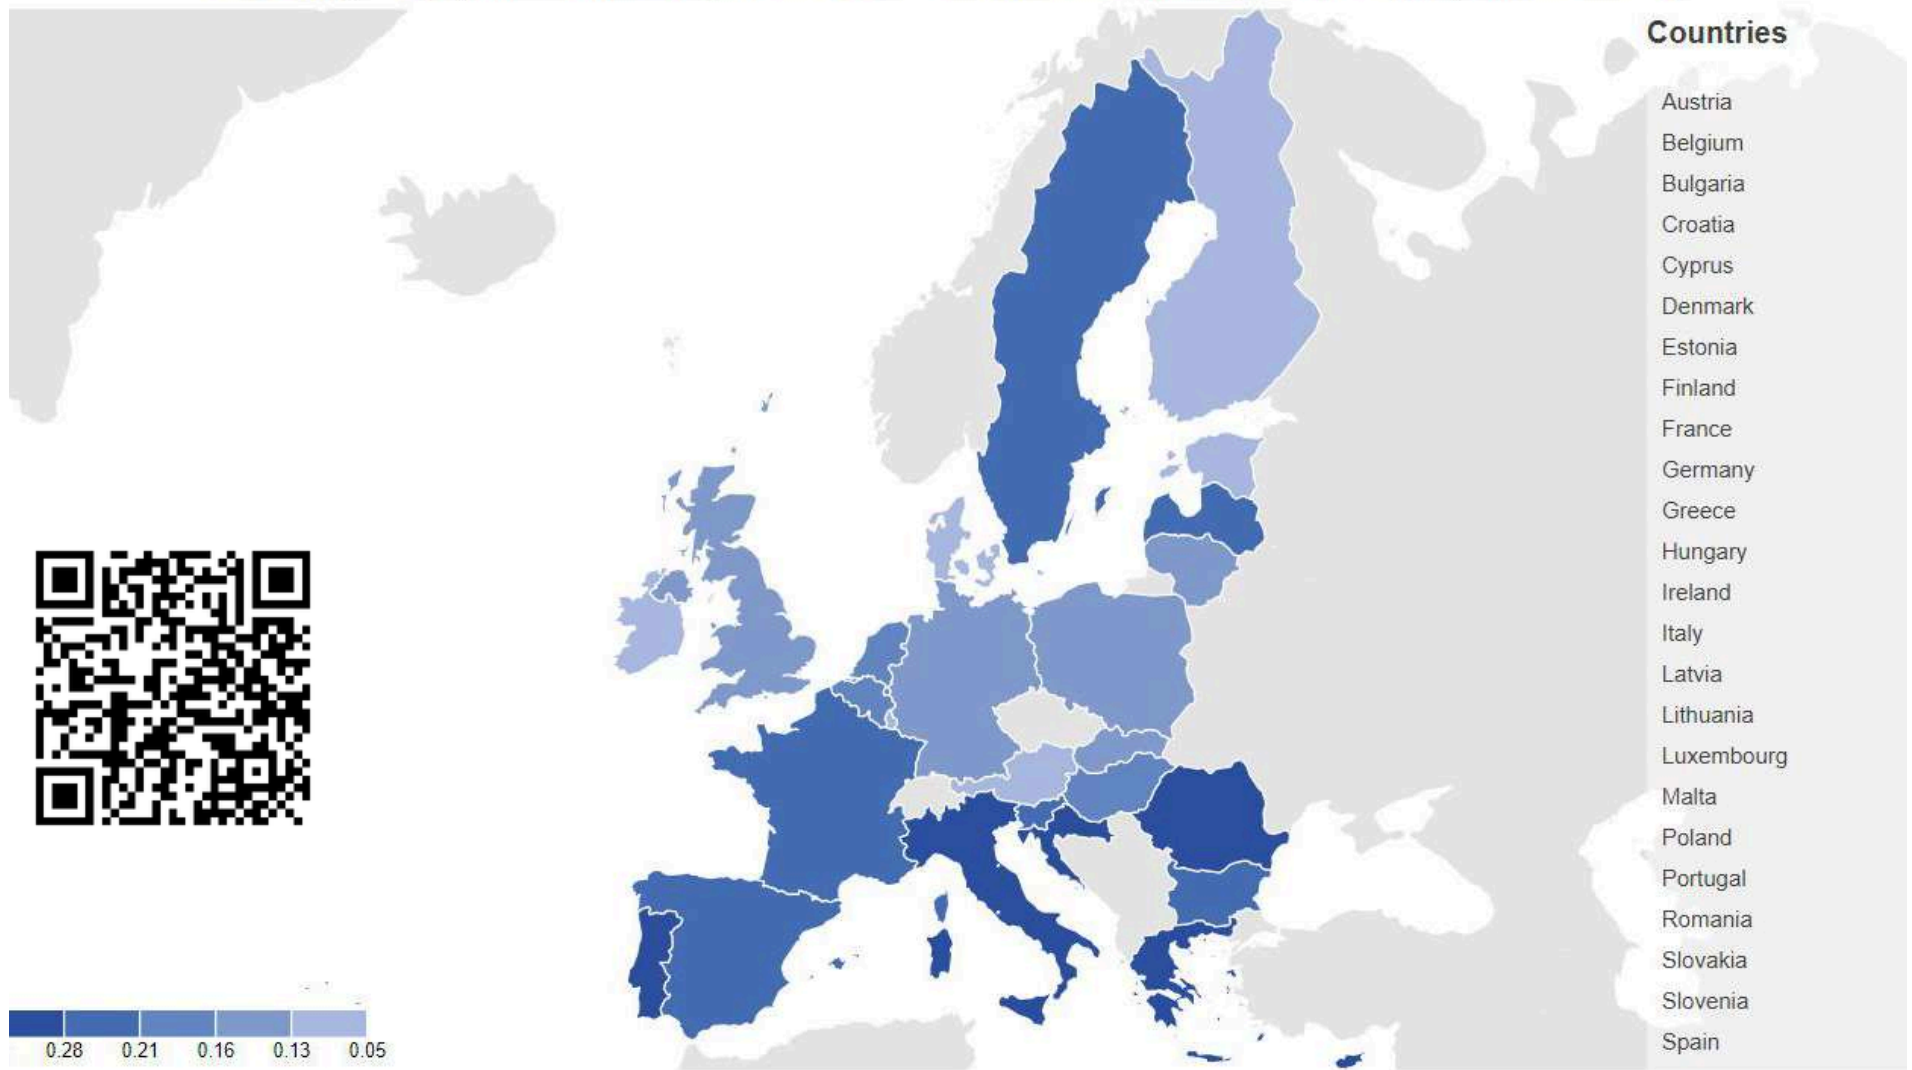 Countries
Austria
Belgium
Bulgaria
Croatia
Cyprus
Denmark
Estonia
Finland
France
Germany
Greece
Hungary
Ireland
Italy
Latvia
Lithuania
Luxembourg
Malta
Poland
Portugal
Romania
Slovakia
Slovenia
Spain
0.28 0.21 0.16 0.13 0.05